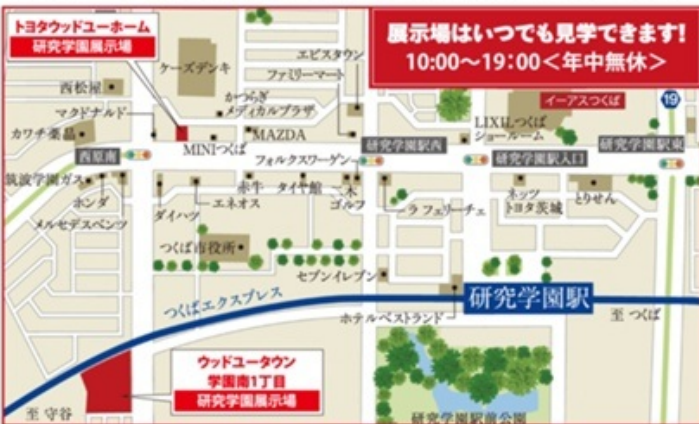 トヨタウッドユーホーム
研究学園展示場
展示場はいつでも見学できます!
10:00～19:00＜年中無休＞
ケーズデンキ
エピスタウン
ファミリーマート
西松屋
かつらぎ
メディカルプラザ
イーアスつくば
19
マクドナルド
カワチ薬品
MINIつくば
MAZDA
LIXILつくば
ショールーム
西原南
フォルクスワーゲン
研究学園駅西
研究学園駅入口
研究学園駅東
筑波学園ガス
ホンダ
メルセデスベンツ
ダイハツ
エネオス
赤牛
タイヤ館
二木
ゴルフ
ラ フェリーチェ
ネッツ
トヨタ茨城
とりせん
つくば市役所
セブンイレブン
つくばエクスプレス
研究学園駅
ホテルベストランド
至 つくば
ウッドユータウン
学園南1丁目
研究学園展示場
至 守谷
研究学園駅前公園